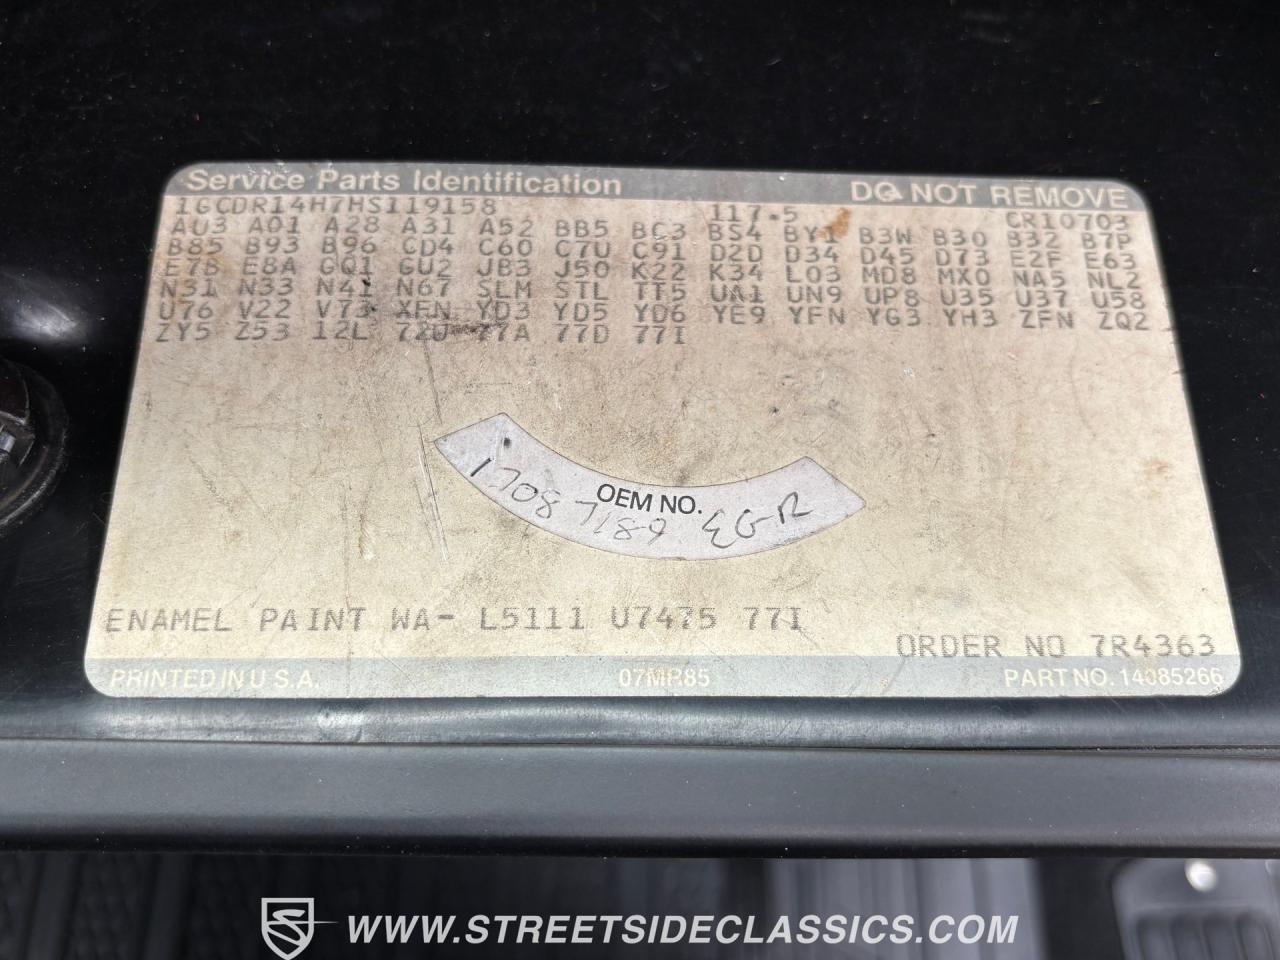 Service Parts Identification DO NOT REMOVE
1GCDR14H7HS119158 117.5 CR10703
AU3 A01 A28 A31 A52 BB5 BC3 BS4 BY1 B3W B30 B32 B7P
B85 B93 B96 CD4 C60 C7U C91 D2D D34 D45 D73 E2F E63
E7B E8A GQ1 GU2 JB3 J50 K22 K34 L03 MD8 MX0 NA5 NL2
N31 N33 N41 N67 SLM STL TT5 UA1 UN9 UP8 U35 U37 U58
U76 V22 V73 XFN YD3 YD5 YD6 YE9 YFN YG3 YH3 ZFN ZQ2
ZY5 Z53 12L 72U 77A 77D 77I
OEM NO.
EGR
ENAMEL PAINT WA- L5111 U7475 77I
ORDER NO 7R4363
PRINTED IN U.S.A. 07MR85 PART NO. 14085266
WWW.STREETSIDECLASSICS.COM